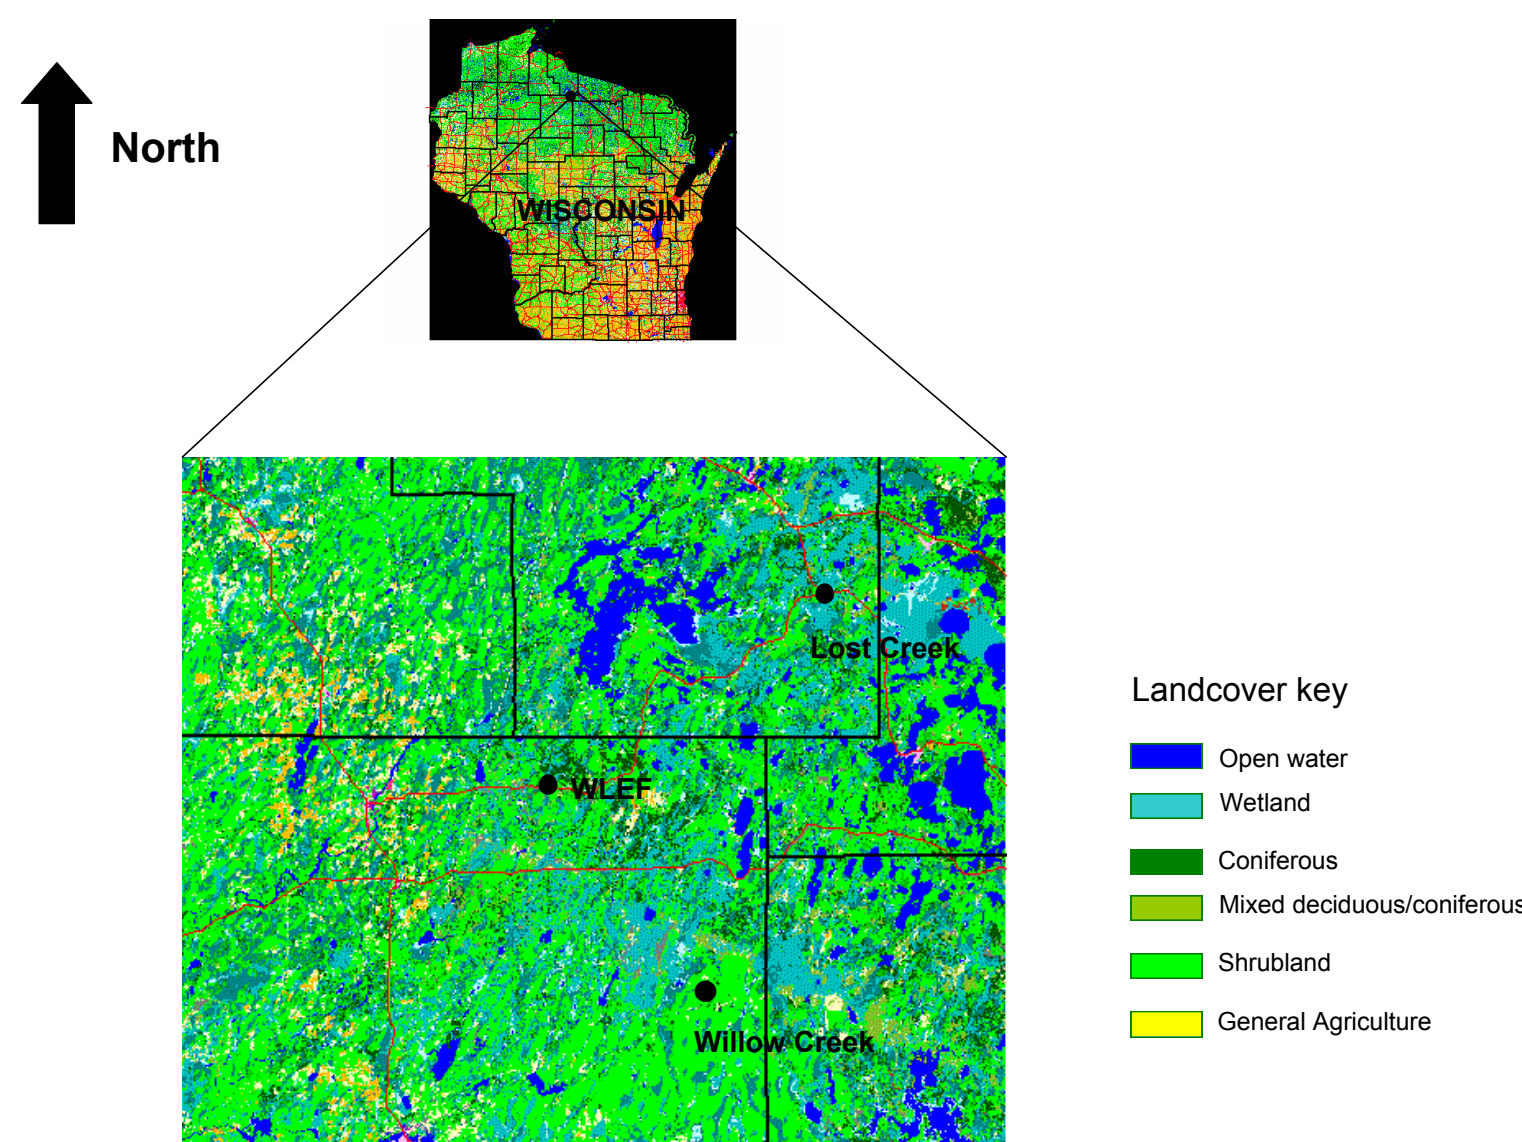 North
WISCONSIN
Lost Creek
WLEF
Willow Creek
Landcover key
Open water
Wetland
Coniferous
Mixed deciduous/coniferous
Shrubland
General Agriculture